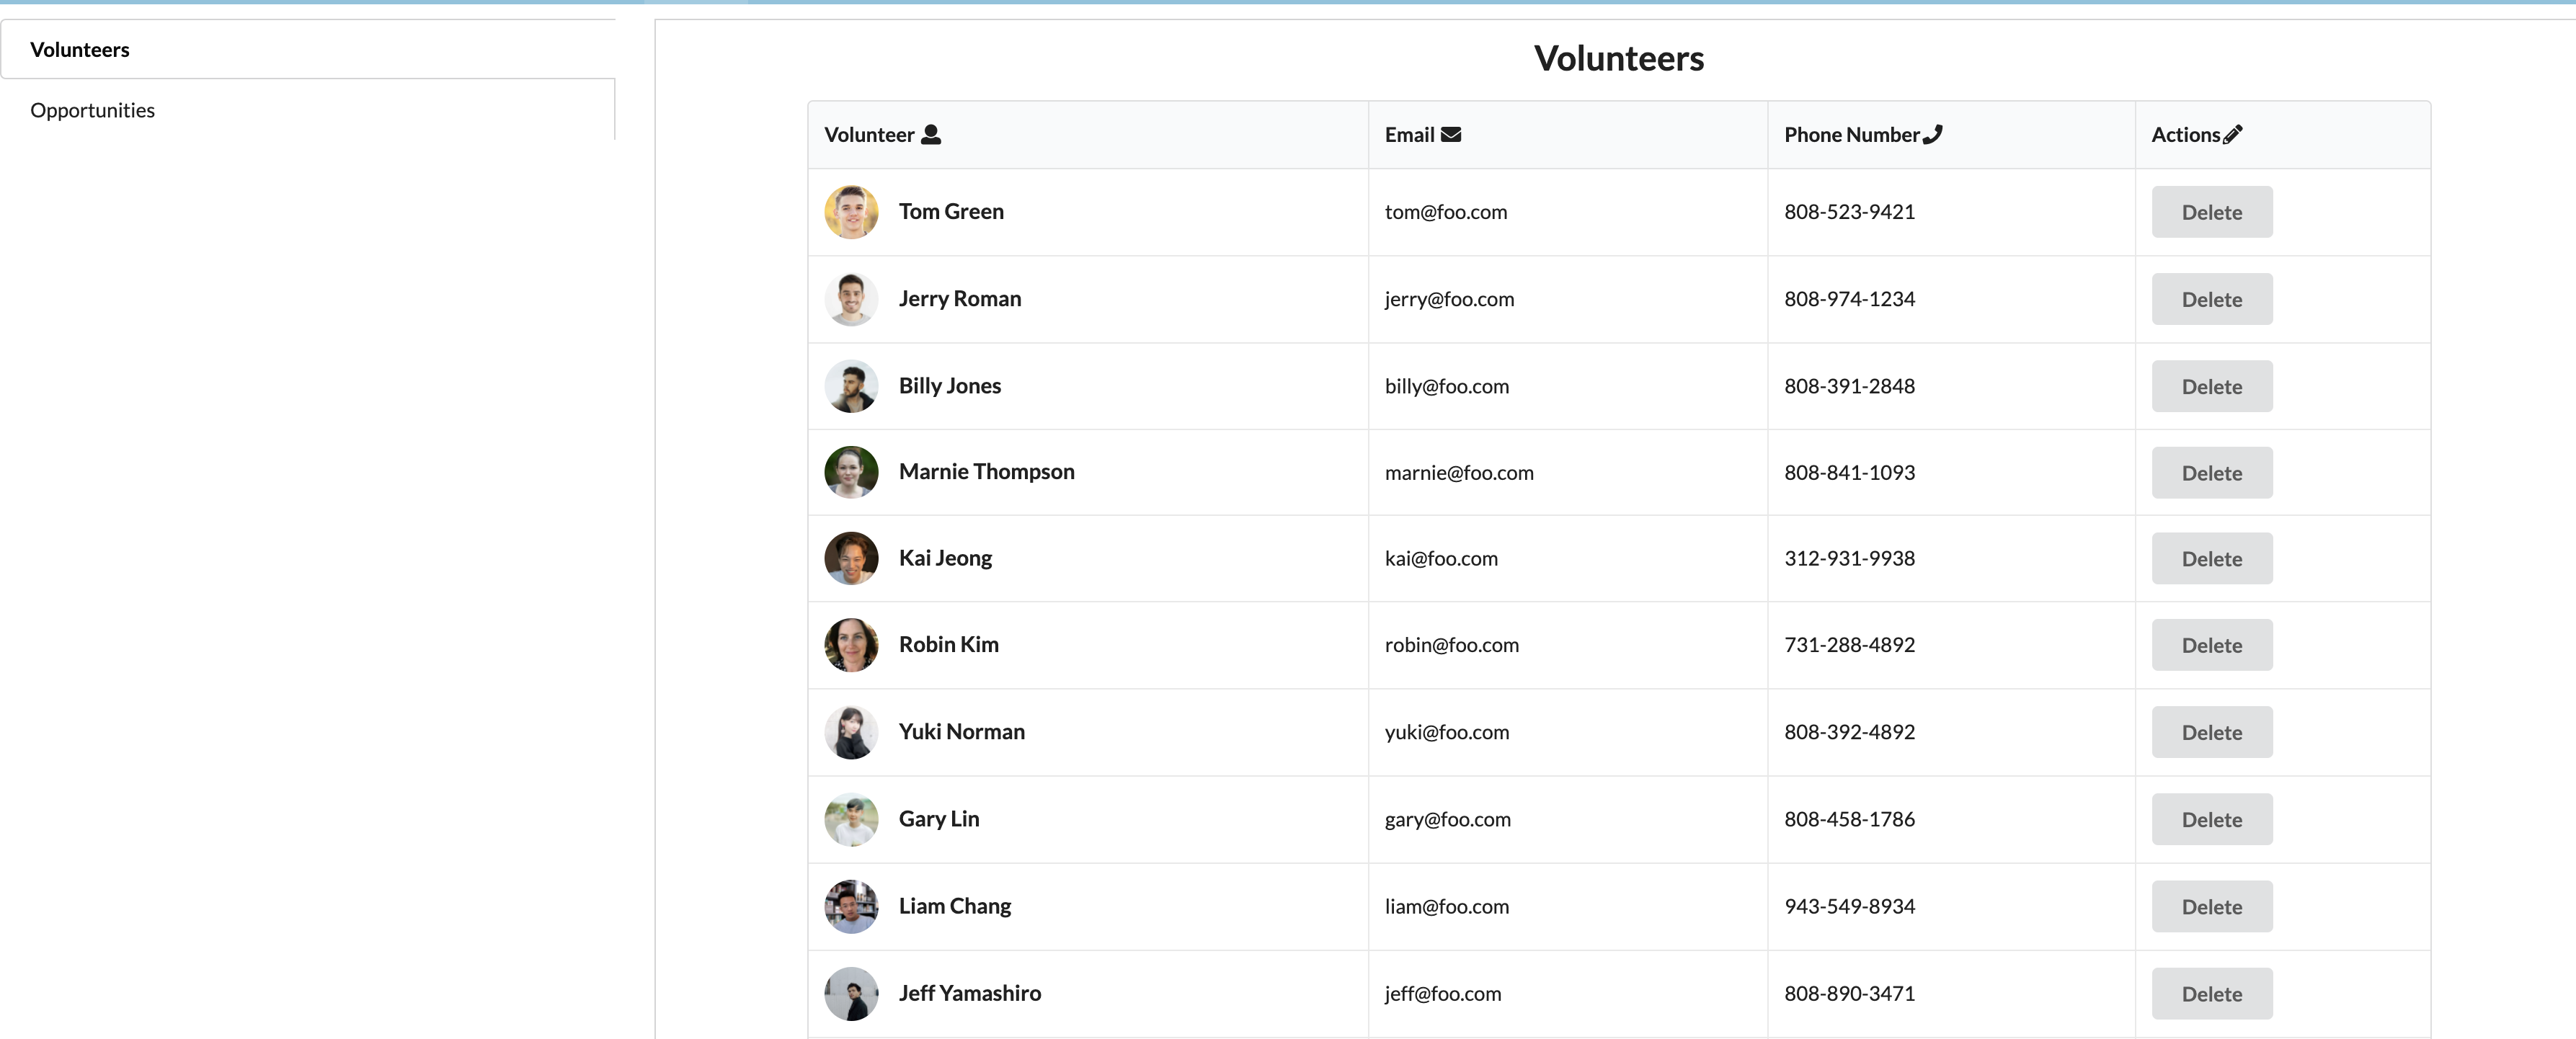 Volunteers
Opportunities
Volunteers
Volunteer Email Phone Number Actions
Tom Green tom@foo.com 808-523-9421 Delete
Jerry Roman jerry@foo.com 808-974-1234 Delete
Billy Jones billy@foo.com 808-391-2848 Delete
Marnie Thompson marnie@foo.com 808-841-1093 Delete
Kai Jeong kai@foo.com 312-931-9938 Delete
Robin Kim robin@foo.com 731-288-4892 Delete
Yuki Norman yuki@foo.com 808-392-4892 Delete
Gary Lin gary@foo.com 808-458-1786 Delete
Liam Chang liam@foo.com 943-549-8934 Delete
Jeff Yamashiro jeff@foo.com 808-890-3471 Delete